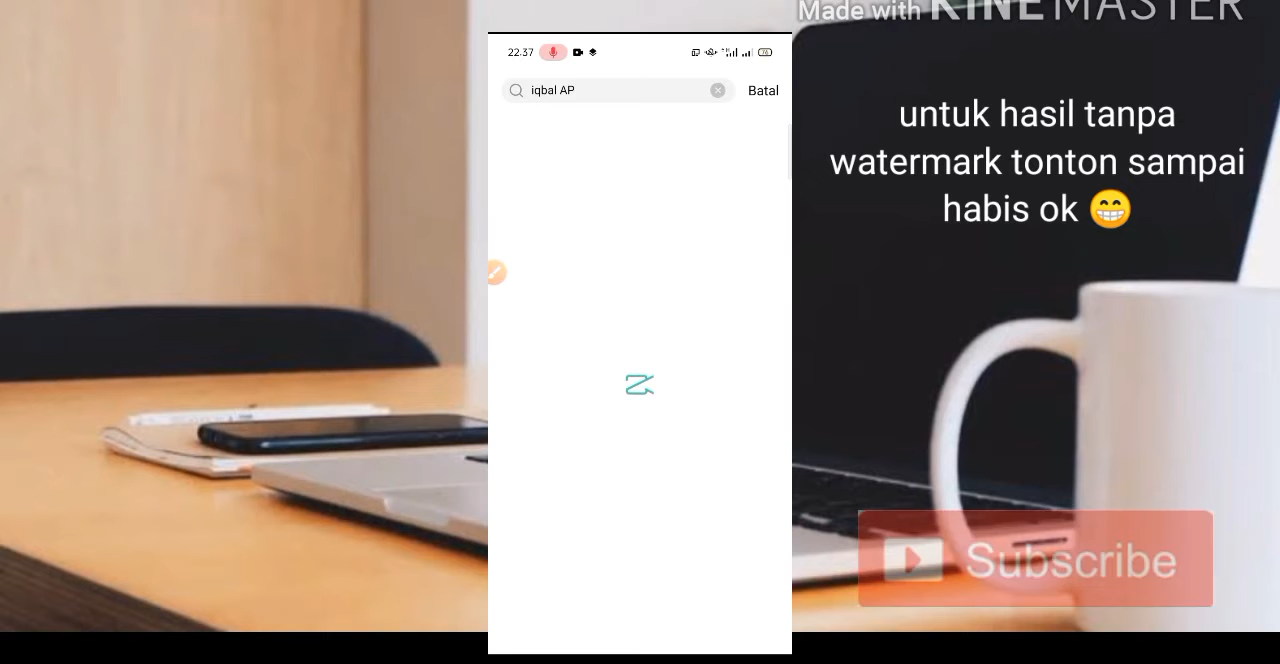 Made with KINEMASTER
22.37
iqbal AP
Batal
untuk hasil tanpa
watermark tonton sampai
habis ok 😁
Subscribe